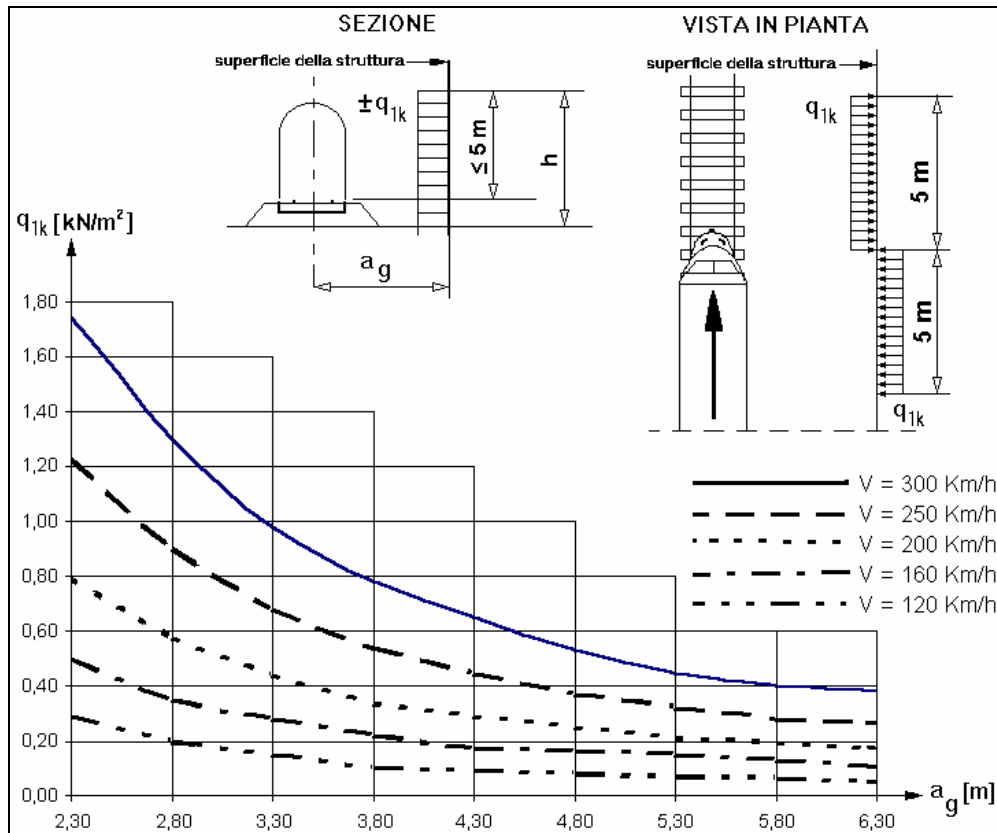 SEZIONE
VISTA IN PIANTA
superficie della struttura
superficie della struttura
±q1k
≤ 5 m
h
a g
q1k
5 m
5 m
q1k
q1k [kN/m²]
1,80
1,60
1,40
1,20
1,00
0,80
0,60
0,40
0,20
0,00
V = 300 Km/h
V = 250 Km/h
V = 200 Km/h
V = 160 Km/h
V = 120 Km/h
2,30 2,80 3,30 3,80 4,30 4,80 5,30 5,80 6,30
a g [m]